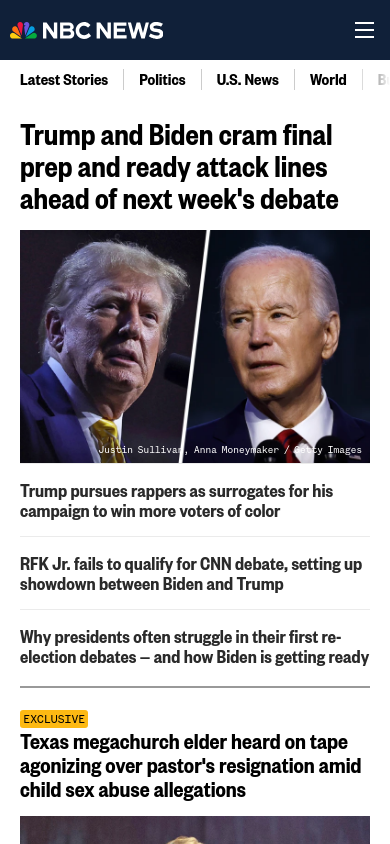 NBC NEWS
Latest Stories
Politics
U.S. News
World
Trump and Biden cram final
prep and ready attack lines
ahead of next week's debate
Justin Sullivan, Anna Moneymaker / Getty Images
Trump pursues rappers as surrogates for his
campaign to win more voters of color
RFK Jr. fails to qualify for CNN debate, setting up
showdown between Biden and Trump
Why presidents often struggle in their first re-
election debates — and how Biden is getting ready
EXCLUSIVE
Texas megachurch elder heard on tape
agonizing over pastor's resignation amid
child sex abuse allegations